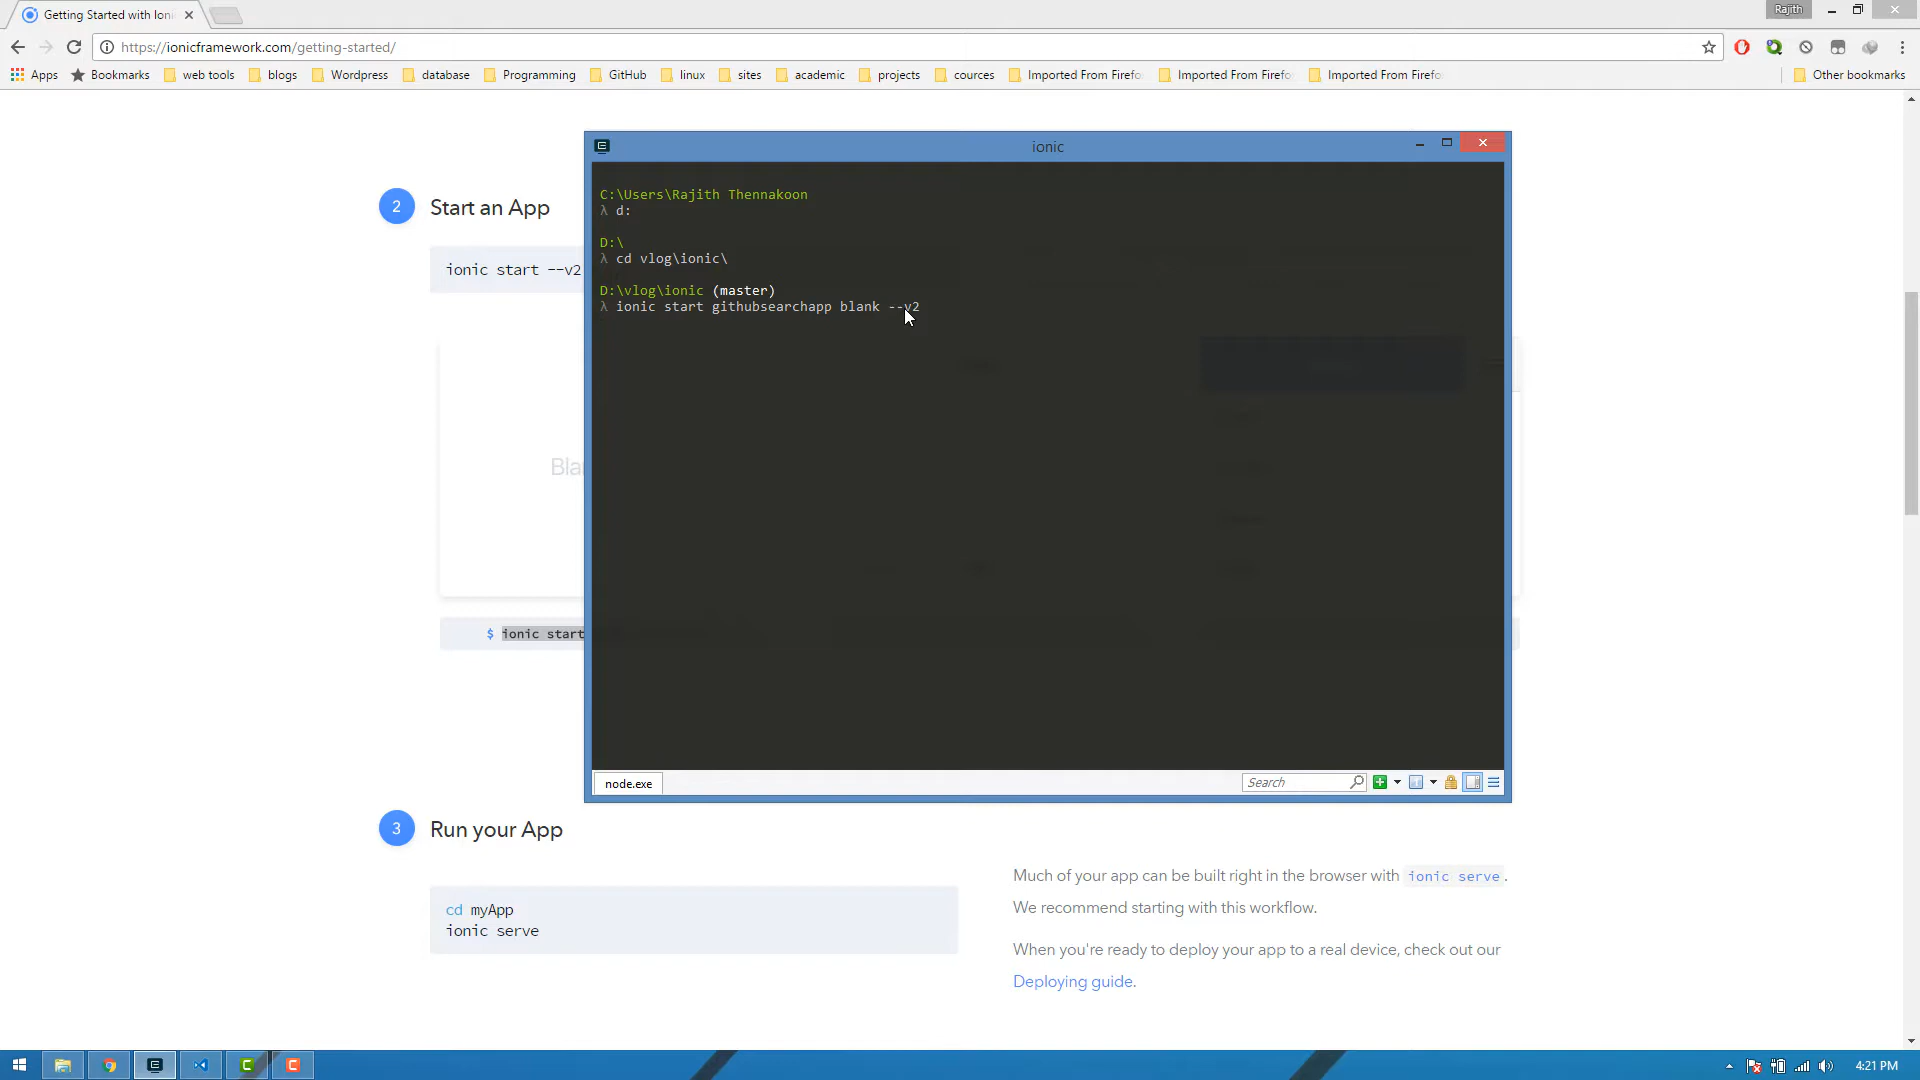 Getting Started with Ioni
Rajith
https://ionicframework.com/getting-started/
Apps Bookmarks web tools blogs Wordpress database Programming GitHub linux sites academic projects cources Imported From Firefo Imported From Firefo Imported From Firefo Other bookmarks
ionic
C:\Users\Rajith Thennakoon
λ d:
D:\
λ cd vlog\ionic\
D:\vlog\ionic (master)
λ ionic start githubsearchapp blank --v2
node.exe
Search
2 Start an App
ionic start --v2
Bla
$ ionic start
3 Run your App
cd myApp
ionic serve
Much of your app can be built right in the browser with ionic serve.
We recommend starting with this workflow.
When you're ready to deploy your app to a real device, check out our
Deploying guide.
4:21 PM